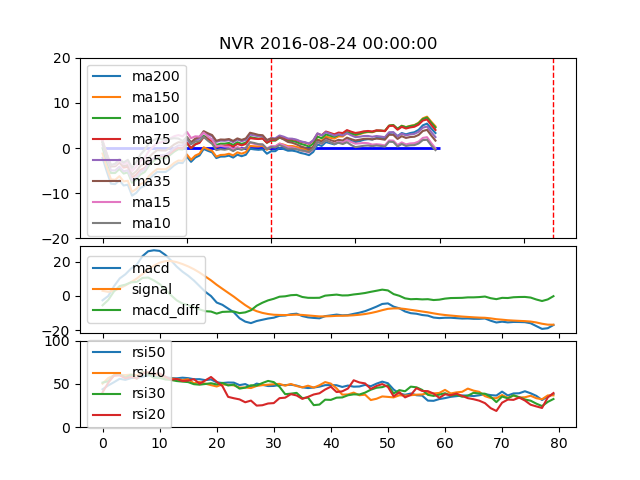 NVR 2016-08-24 00:00:00
20
10
0
−10
−20
ma200
ma150
ma100
ma75
ma50
ma35
ma15
ma10
20
0
−20
macd
signal
macd_diff
100
50
0
rsi50
rsi40
rsi30
rsi20
0 10 20 30 40 50 60 70 80